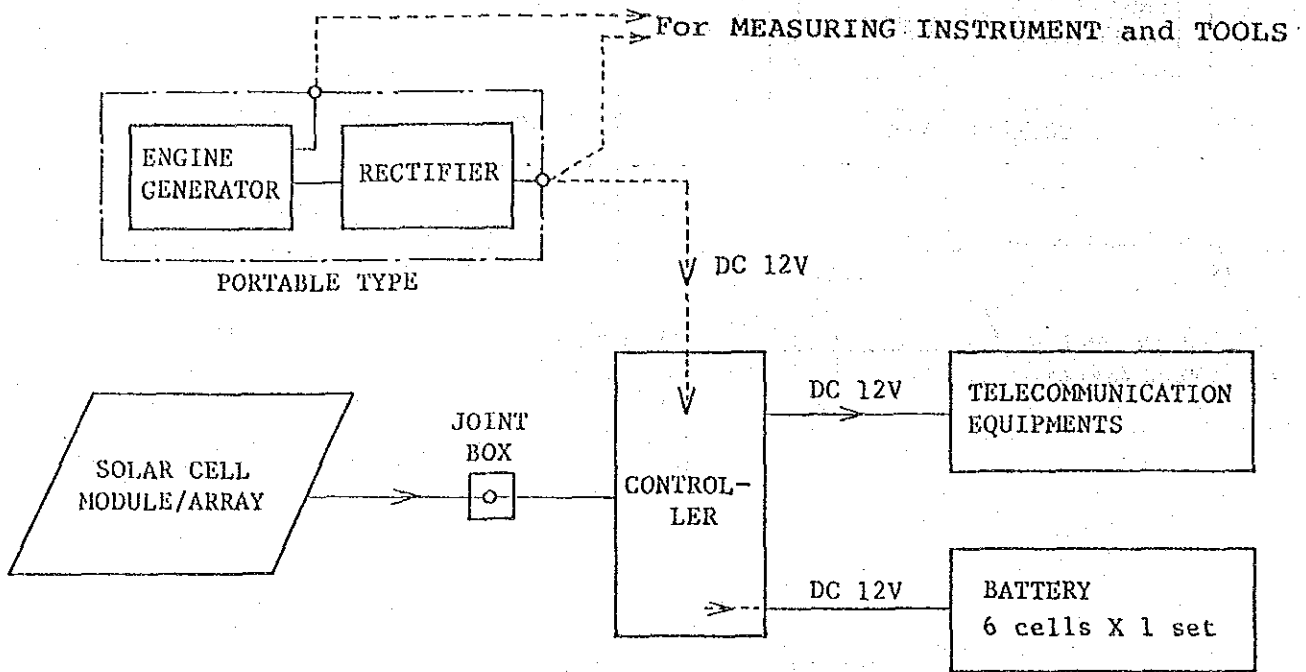 For MEASURING INSTRUMENT and TOOLS
ENGINE
GENERATOR
RECTIFIER
PORTABLE TYPE
DC 12V
SOLAR CELL
MODULE/ARRAY
JOINT
BOX
CONTROL-
LER
DC 12V
TELECOMMUNICATION
EQUIPMENTS
DC 12V
BATTERY
6 cells X 1 set